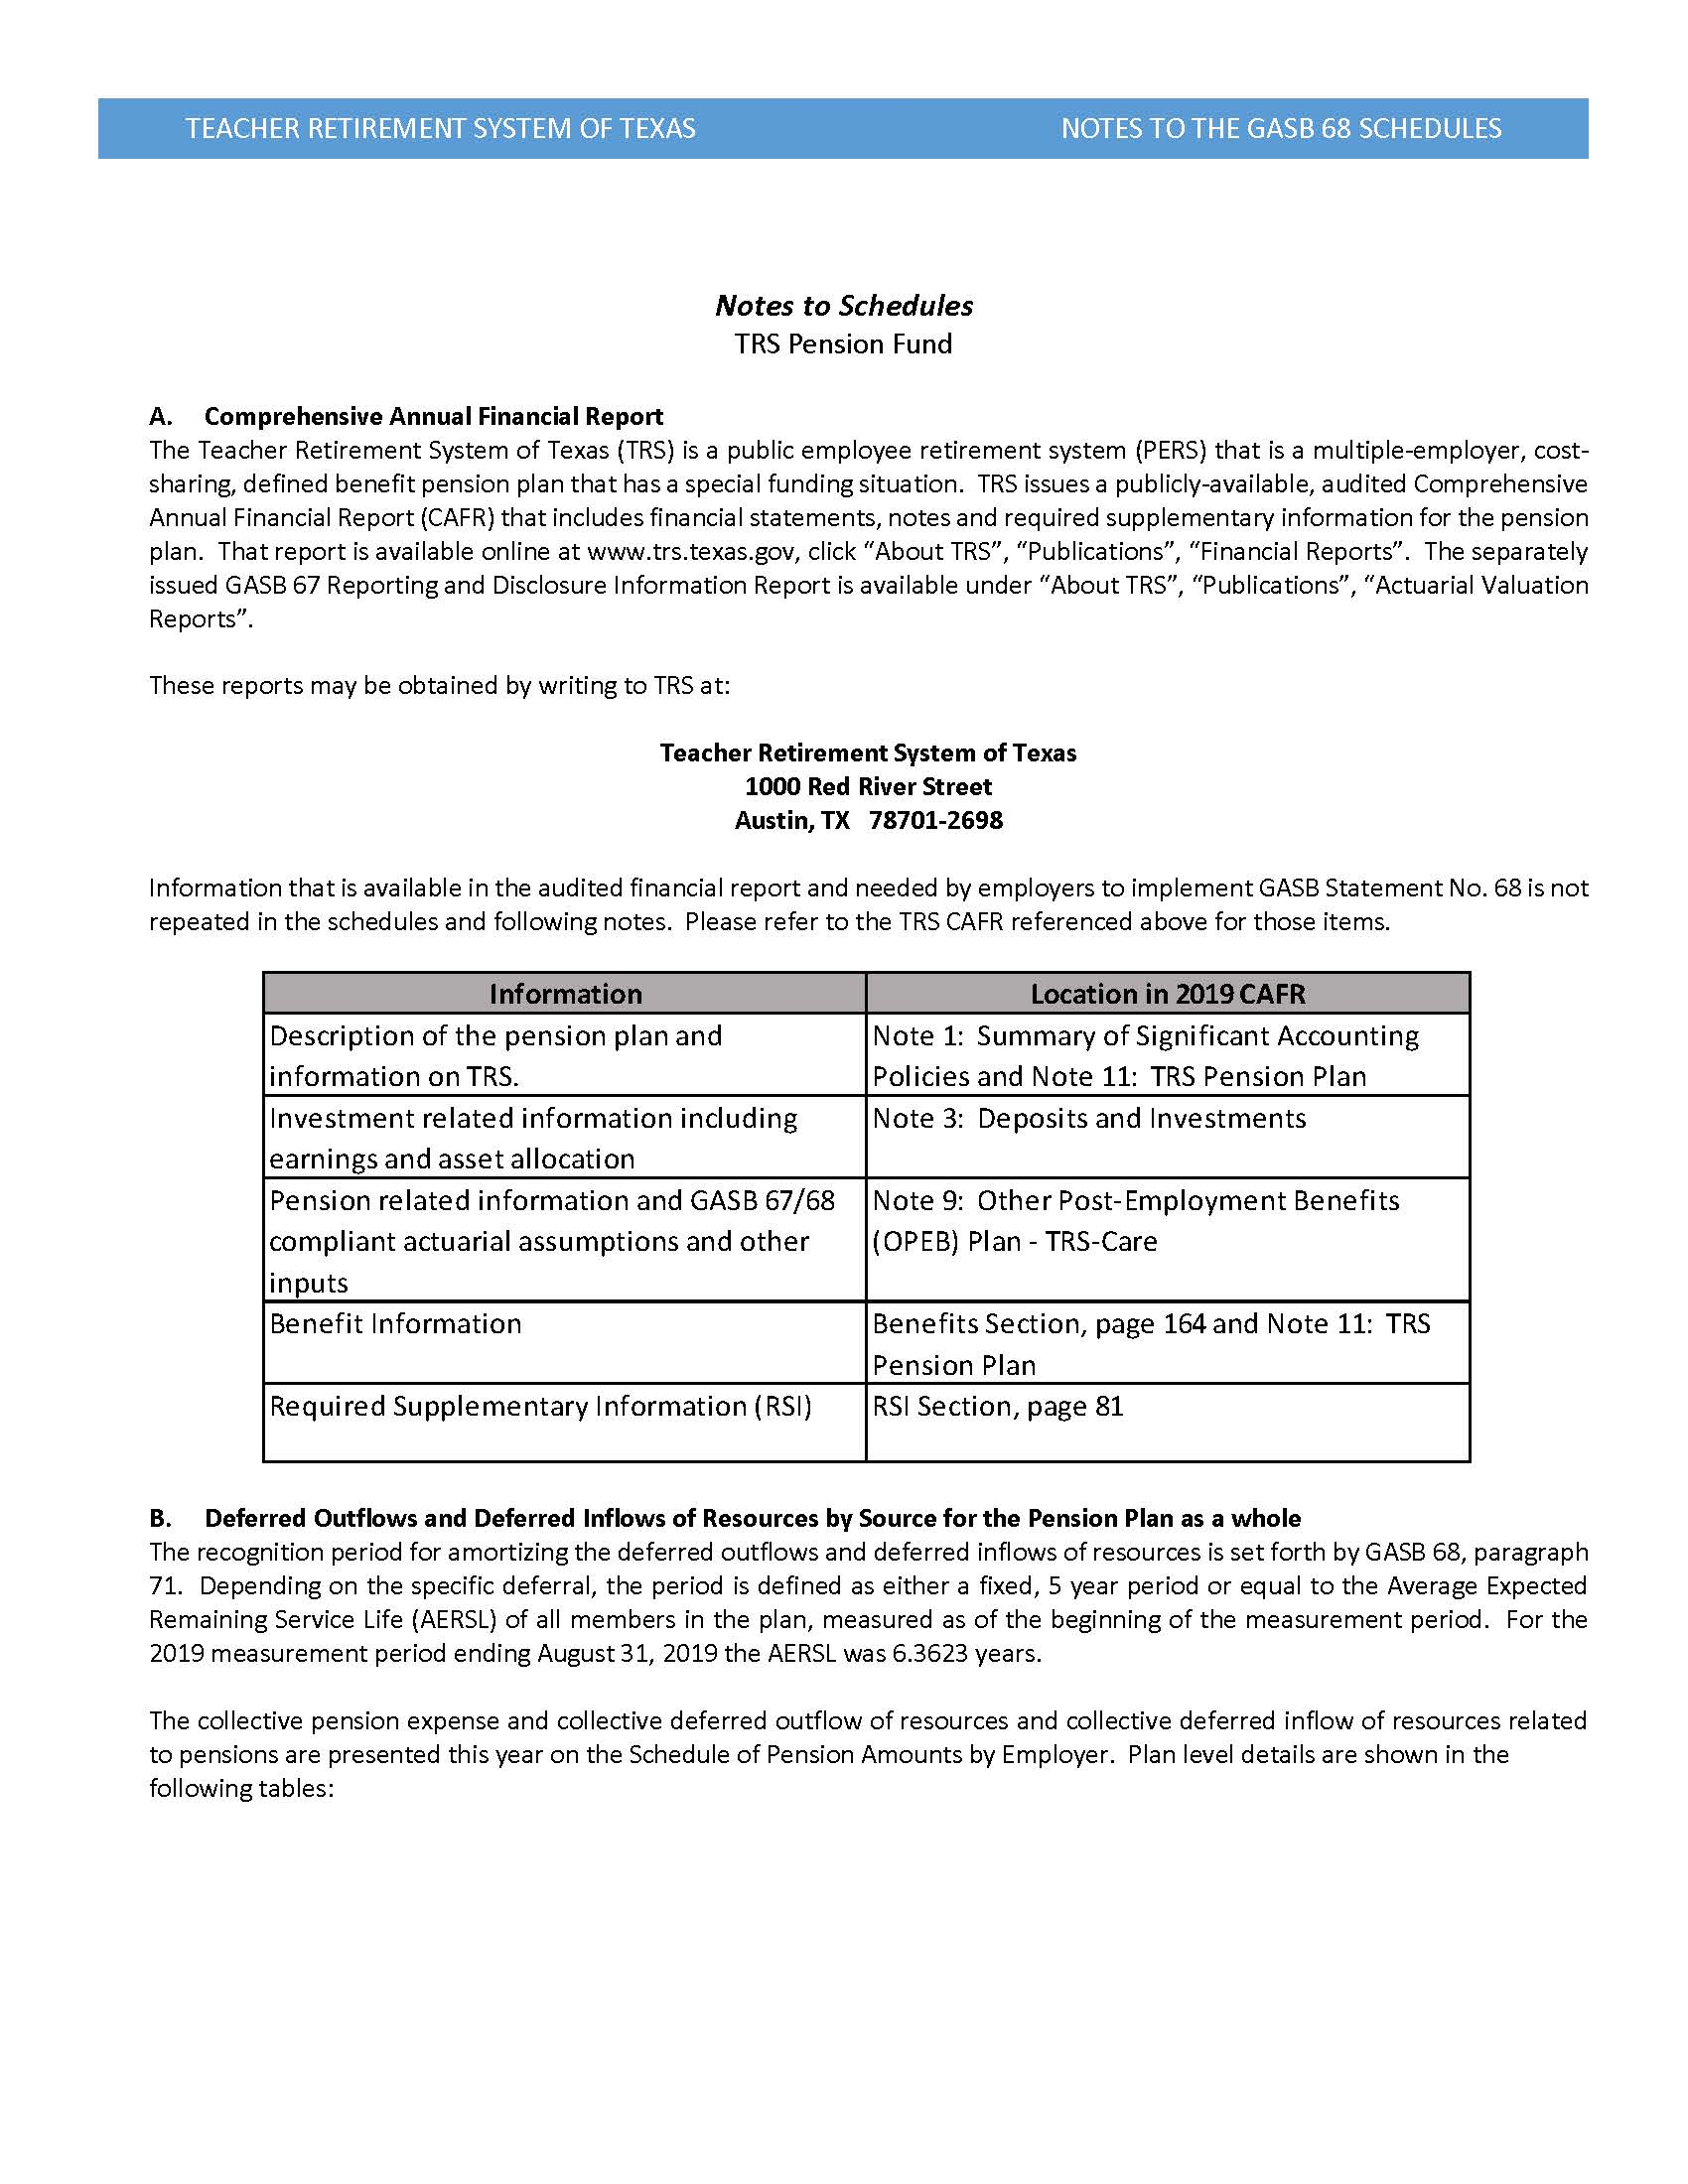 TEACHER RETIREMENT SYSTEM OF TEXAS NOTES TO THE GASB 68 SCHEDULES
Notes to Schedules
TRS Pension Fund
A. Comprehensive Annual Financial Report
The Teacher Retirement System of Texas (TRS) is a public employee retirement system (PERS) that is a multiple-employer, cost-
sharing, defined benefit pension plan that has a special funding situation. TRS issues a publicly-available, audited Comprehensive
Annual Financial Report (CAFR) that includes financial statements, notes and required supplementary information for the pension
plan. That report is available online at www.trs.texas.gov, click “About TRS”, “Publications”, “Financial Reports”. The separately
issued GASB 67 Reporting and Disclosure Information Report is available under “About TRS”, “Publications”, “Actuarial Valuation
Reports”.
These reports may be obtained by writing to TRS at:
Teacher Retirement System of Texas
1000 Red River Street
Austin, TX 78701-2698
Information that is available in the audited financial report and needed by employers to implement GASB Statement No. 68 is not
repeated in the schedules and following notes. Please refer to the TRS CAFR referenced above for those items.
Information Location in 2019 CAFR
Description of the pension plan and
information on TRS.
Note 1: Summary of Significant Accounting
Policies and Note 11: TRS Pension Plan
Investment related information including
earnings and asset allocation
Note 3: Deposits and Investments
Pension related information and GASB 67/68
compliant actuarial assumptions and other
inputs
Note 9: Other Post-Employment Benefits
(OPEB) Plan - TRS-Care
Benefit Information
Benefits Section, page 164 and Note 11: TRS
Pension Plan
Required Supplementary Information (RSI)
RSI Section, page 81
B. Deferred Outflows and Deferred Inflows of Resources by Source for the Pension Plan as a whole
The recognition period for amortizing the deferred outflows and deferred inflows of resources is set forth by GASB 68, paragraph
71. Depending on the specific deferral, the period is defined as either a fixed, 5 year period or equal to the Average Expected
Remaining Service Life (AERSL) of all members in the plan, measured as of the beginning of the measurement period. For the
2019 measurement period ending August 31, 2019 the AERSL was 6.3623 years.
The collective pension expense and collective deferred outflow of resources and collective deferred inflow of resources related
to pensions are presented this year on the Schedule of Pension Amounts by Employer. Plan level details are shown in the
following tables: